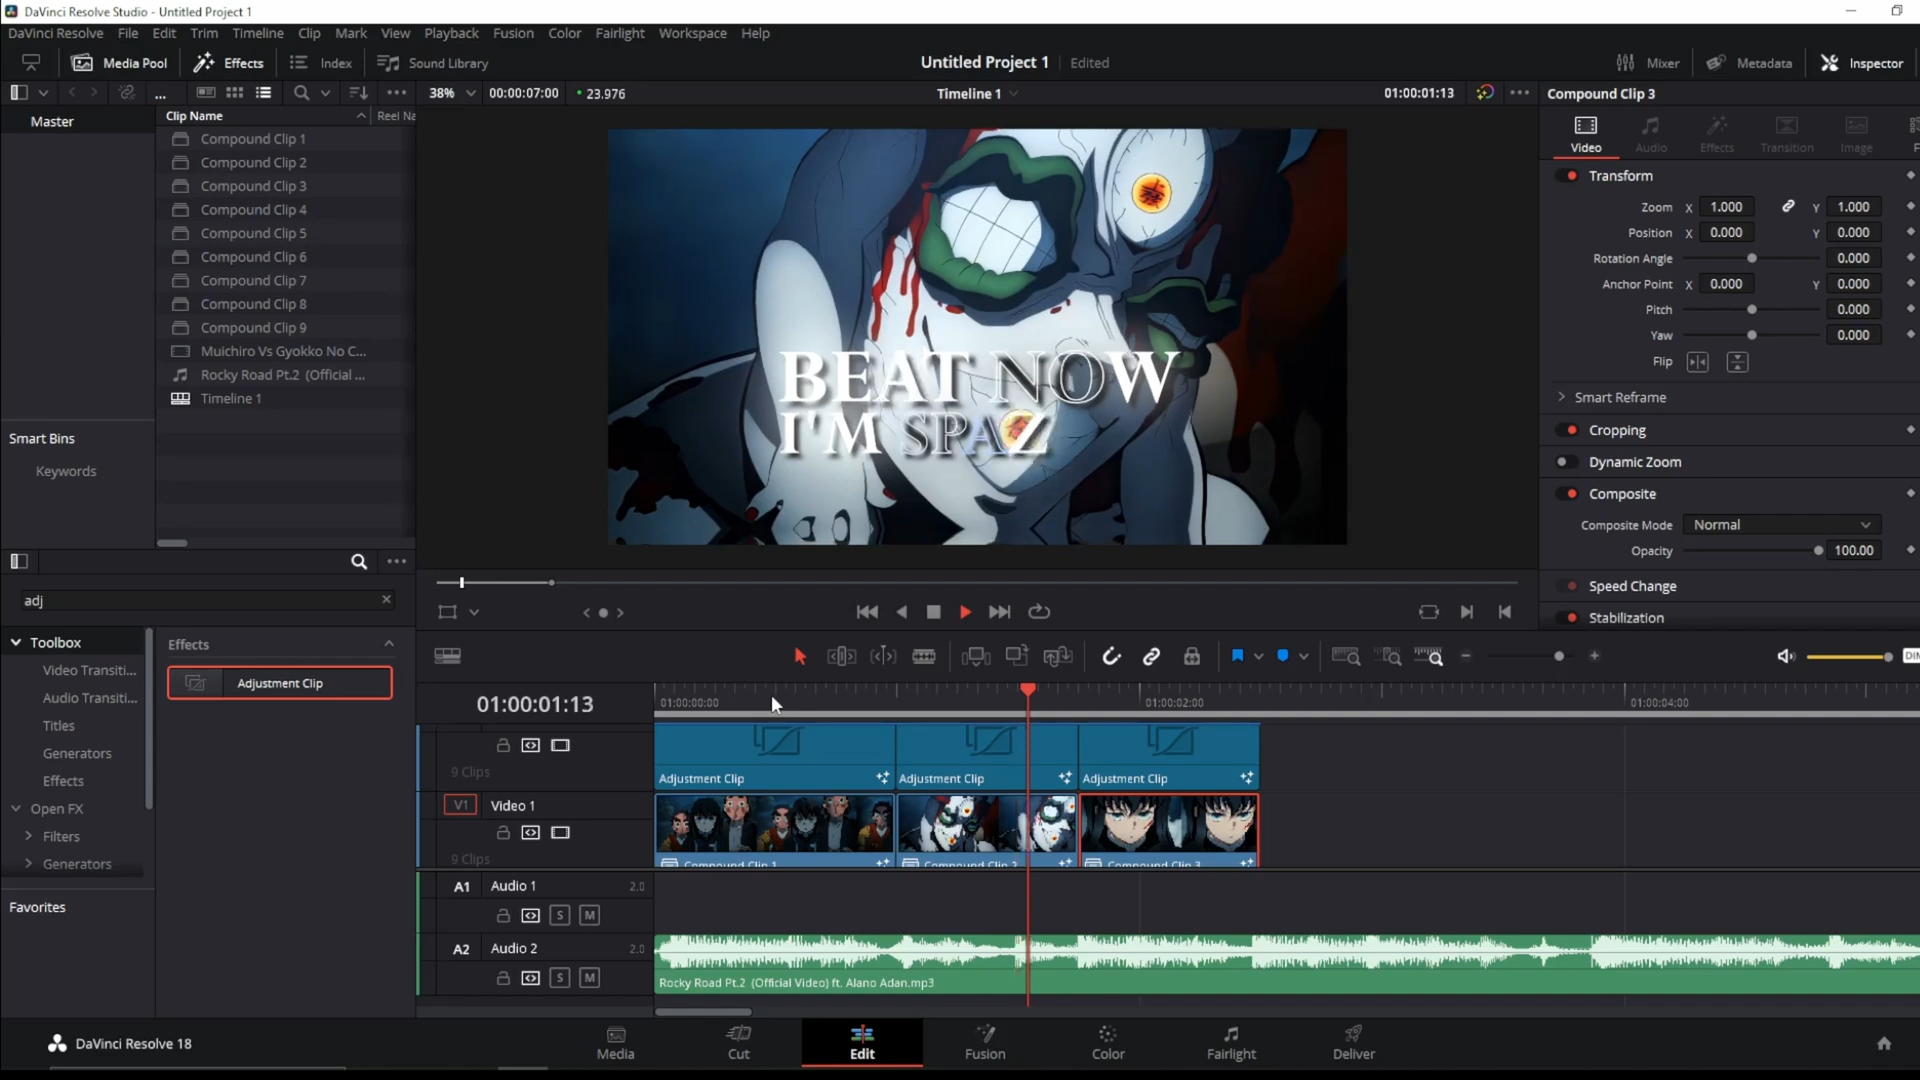 DaVinci Resolve Studio - Untitled Project 1
DaVinci Resolve File Edit Trim Timeline Clip Mark View Playback Fusion Color Fairlight Workspace Help
Media Pool Effects Index Sound Library
Untitled Project 1 Edited
Mixer Metadata Inspector
38% 00:00:07:00 23.976
Timeline 1
01:00:01:13
Compound Clip 3
Master
Clip Name Reel Na
Compound Clip 1
Compound Clip 2
Compound Clip 3
Compound Clip 4
Compound Clip 5
Compound Clip 6
Compound Clip 7
Compound Clip 8
Compound Clip 9
Muichiro Vs Gyokko No C...
Rocky Road Pt.2 (Official ...
Timeline 1
Smart Bins
Keywords
BEAT NOW
I'M SPAZ
Video Audio Effects Transition Image
Transform
Zoom X 1.000 Y 1.000
Position X 0.000 Y 0.000
Rotation Angle 0.000
Anchor Point X 0.000 Y 0.000
Pitch 0.000
Yaw 0.000
Flip
Smart Reframe
Cropping
Dynamic Zoom
Composite
Composite Mode Normal
Opacity 100.00
Speed Change
Stabilization
adj
Toolbox
Video Transiti...
Audio Transiti...
Titles
Generators
Effects
Open FX
Filters
Generators
Favorites
Effects
Adjustment Clip
DIM
01:00:01:13
01:00:00:00 01:00:02:00 01:00:04:00
9 Clips
Adjustment Clip Adjustment Clip Adjustment Clip
V1 Video 1
9 Clips
Compound Clip 1 Compound Clip 2 Compound Clip 3
A1 Audio 1 2.0
S M
A2 Audio 2 2.0
S M
Rocky Road Pt.2 (Official Video) ft. Alano Adan.mp3
DaVinci Resolve 18
Media Cut Edit Fusion Color Fairlight Deliver